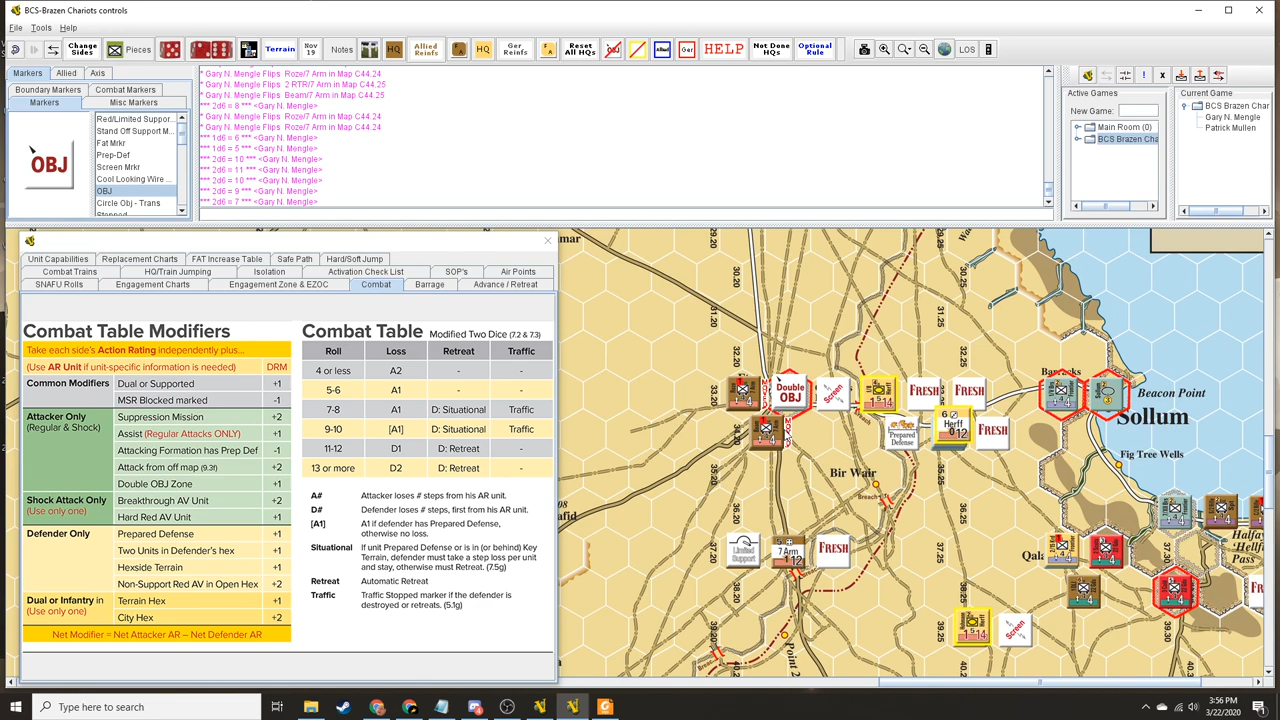 BCS-Brazen Chariots controls
File Tools Help
Change Sides
Pieces
Terrain
Nov 19
Notes
HQ
Allied Reinfs
HQ
Ger Reinfs
Reset All HQs
OBJ
Allied
Ger
HELP
Not Done HQs
Optional Rule
LOS
Markers Allied Axis
Boundary Markers Combat Markers
Markers Misc Markers
OBJ
Red/Limited Suppor...
Stand Off Support M...
Fat Mrkr
Prep-Def
Screen Mrkr
Cool Looking Wire ...
OBJ
Circle Obj - Trans
Stopped
* Gary N. Mengle Flips Roze/7 Arm in Map C44.24
* Gary N. Mengle Flips 2 RTR/7 Arm in Map C44.25
* Gary N. Mengle Flips Beam/7 Arm in Map C44.25
*** 2d6 = 8 *** <Gary N. Mengle>
* Gary N. Mengle Flips Roze/7 Arm in Map C44.24
* Gary N. Mengle Flips Roze/7 Arm in Map C44.24
*** 1d6 = 6 *** <Gary N. Mengle>
*** 1d6 = 5 *** <Gary N. Mengle>
*** 2d6 = 10 *** <Gary N. Mengle>
*** 2d6 = 11 *** <Gary N. Mengle>
*** 2d6 = 10 *** <Gary N. Mengle>
*** 2d6 = 9 *** <Gary N. Mengle>
*** 2d6 = 7 *** <Gary N. Mengle>
Active Games
New Game:
Main Room (0)
BCS Brazen Cha
Current Game
BCS Brazen Char
Gary N. Mengle
Patrick Mullen
Unit Capabilities Replacement Charts FAT Increase Table Safe Path Hard/Soft Jump
Combat Trains HQ/Train Jumping Isolation Activation Check List SOP's Air Points
SNAFU Rolls Engagement Charts Engagement Zone & EZOC Combat Barrage Advance / Retreat
Combat Table Modifiers
Take each side's Action Rating independently plus...
(Use AR Unit if unit-specific information is needed) DRM
Common Modifiers Dual or Supported +1
MSR Blocked marked -1
Attacker Only (Regular & Shock) Suppression Mission +2
Assist (Regular Attacks ONLY) +1
Attacking Formation has Prep Def -1
Attack from off map (9.3f) +2
Double OBJ Zone +1
Shock Attack Only (Use only one) Breakthrough AV Unit +2
Hard Red AV Unit +1
Defender Only Prepared Defense +1
Two Units in Defender's hex +1
Hexside Terrain +1
Non-Support Red AV in Open Hex +2
Dual or Infantry in (Use only one) Terrain Hex +1
City Hex +2
Net Modifier = Net Attacker AR – Net Defender AR
Combat Table Modified Two Dice (7.2 & 7.3)
Roll Loss Retreat Traffic
4 or less A2 - -
5-6 A1 - -
7-8 A1 D: Situational Traffic
9-10 [A1] D: Situational Traffic
11-12 D1 D: Retreat -
13 or more D2 D: Retreat -
A# Attacker loses # steps from his AR unit.
D# Defender loses # steps, first from his AR unit.
[A1] A1 if defender has Prepared Defense, otherwise no loss.
Situational If unit Prepared Defense or is in (or behind) Key Terrain, defender must take a step loss per unit and stay, otherwise must Retreat. (7.5g)
Retreat Automatic Retreat
Traffic Traffic Stopped marker if the defender is destroyed or retreats. (5.1g)
Double OBJ
Screen
FRESH
FRESH
Barracks
Beacon Point
Sollum
Prepared Defense
Herff
12
FRESH
Bir Wair
Breach
Fig Tree Wells
Limited Support
7 Arm
12
FRESH
Screen
Point 2
Type here to search
3:56 PM
3/22/2020